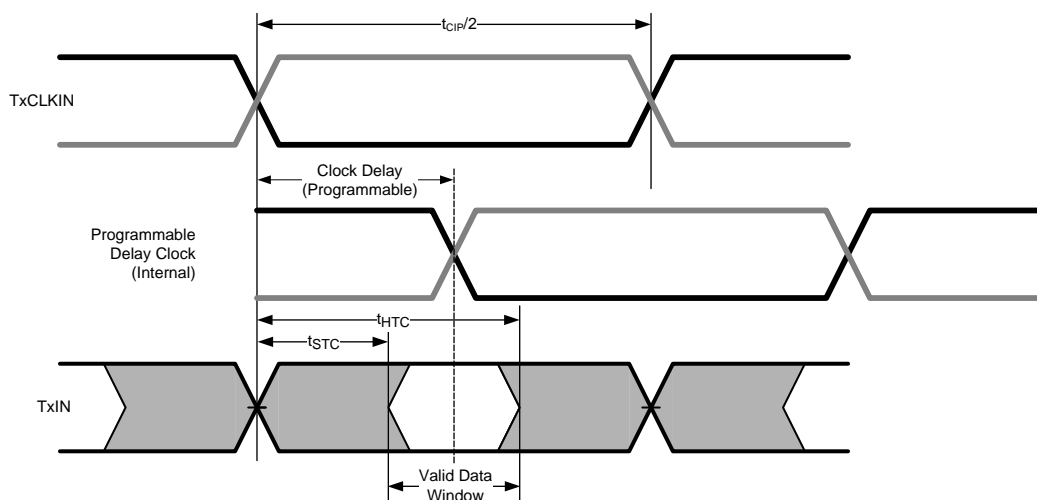 tCIP/2
TxCLKIN
Clock Delay
(Programmable)
Programmable
Delay Clock
(Internal)
tHTC
tSTC
TxIN
Valid Data
Window